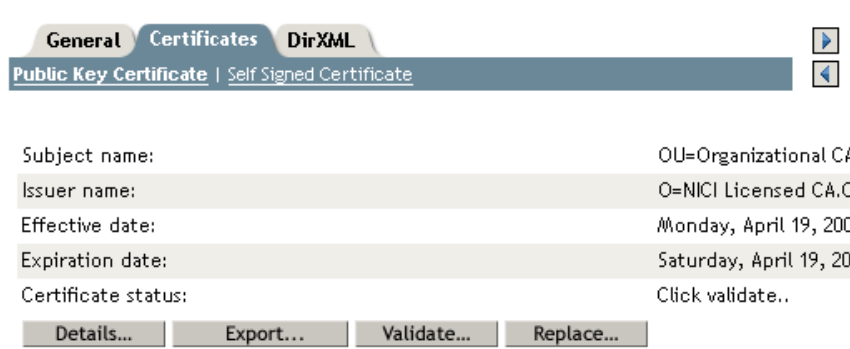 General Certificates DirXML
Public Key Certificate | Self Signed Certificate
Subject name: OU=Organizational CA
Issuer name: O=NICI Licensed CA.
Effective date: Monday, April 19, 200
Expiration date: Saturday, April 19, 20
Certificate status: Click validate..
Details... Export... Validate... Replace...